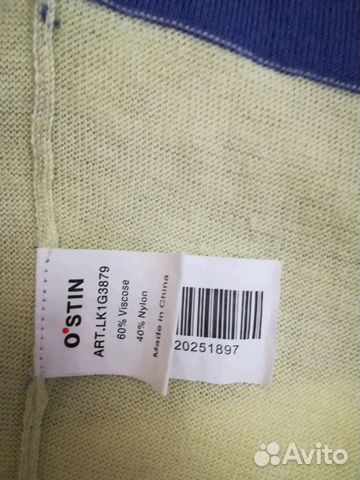 O'STIN
ART.LK1G3879
60% Viscose
40% Nylon
Made in China
20251897
Avito